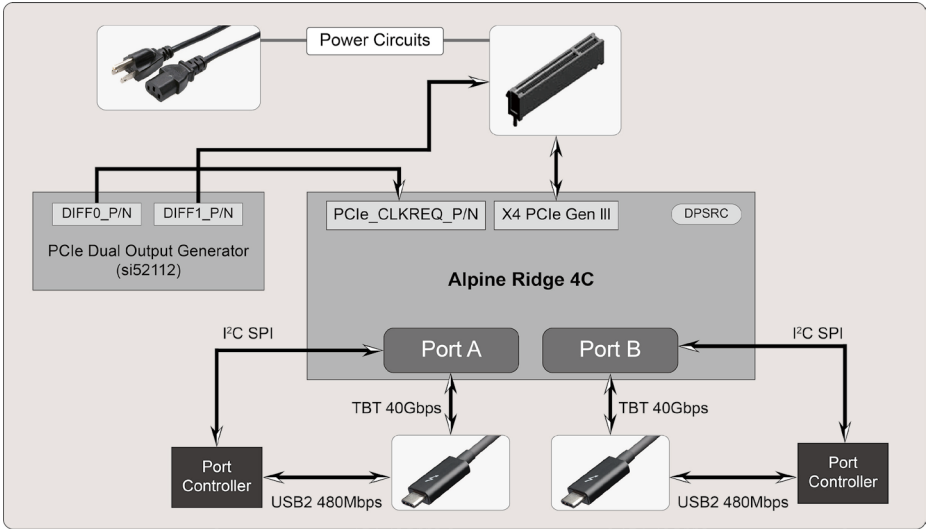 Power Circuits
DIFF0_P/N
DIFF1_P/N
PCIe Dual Output Generator
(si52112)
PCIe_CLKREQ_P/N
X4 PCIe Gen III
DPSRC
Alpine Ridge 4C
I²C SPI
Port A
Port B
I²C SPI
TBT 40Gbps
TBT 40Gbps
Port
Controller
USB2 480Mbps
USB2 480Mbps
Port
Controller